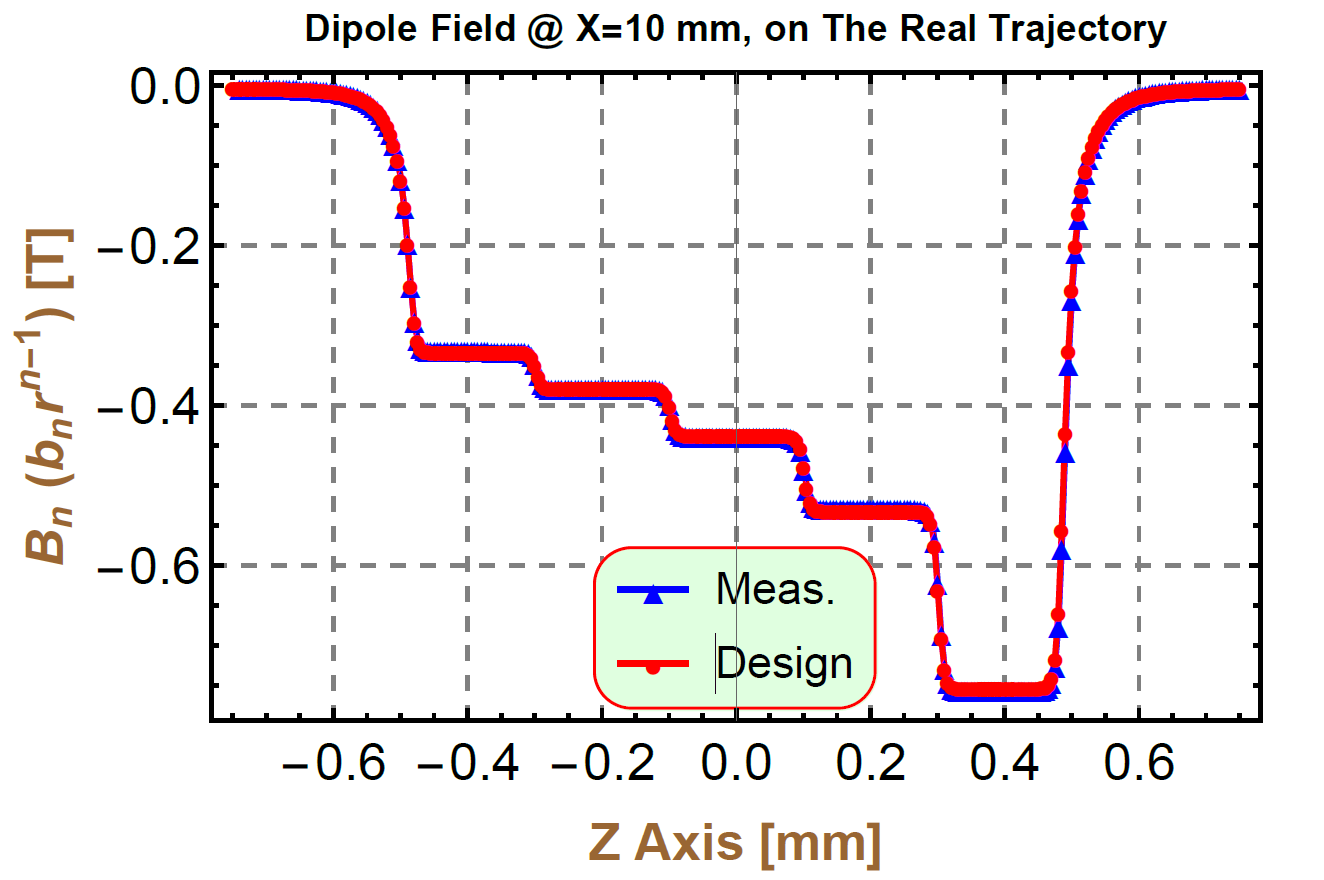 Dipole Field @ X=10 mm, on The Real Trajectory
0.0
−0.2
−0.4
−0.6
Bₙ (bₙrⁿ⁻¹) [T]
Meas.
Design
−0.6 −0.4 −0.2 0.0 0.2 0.4 0.6
Z Axis [mm]